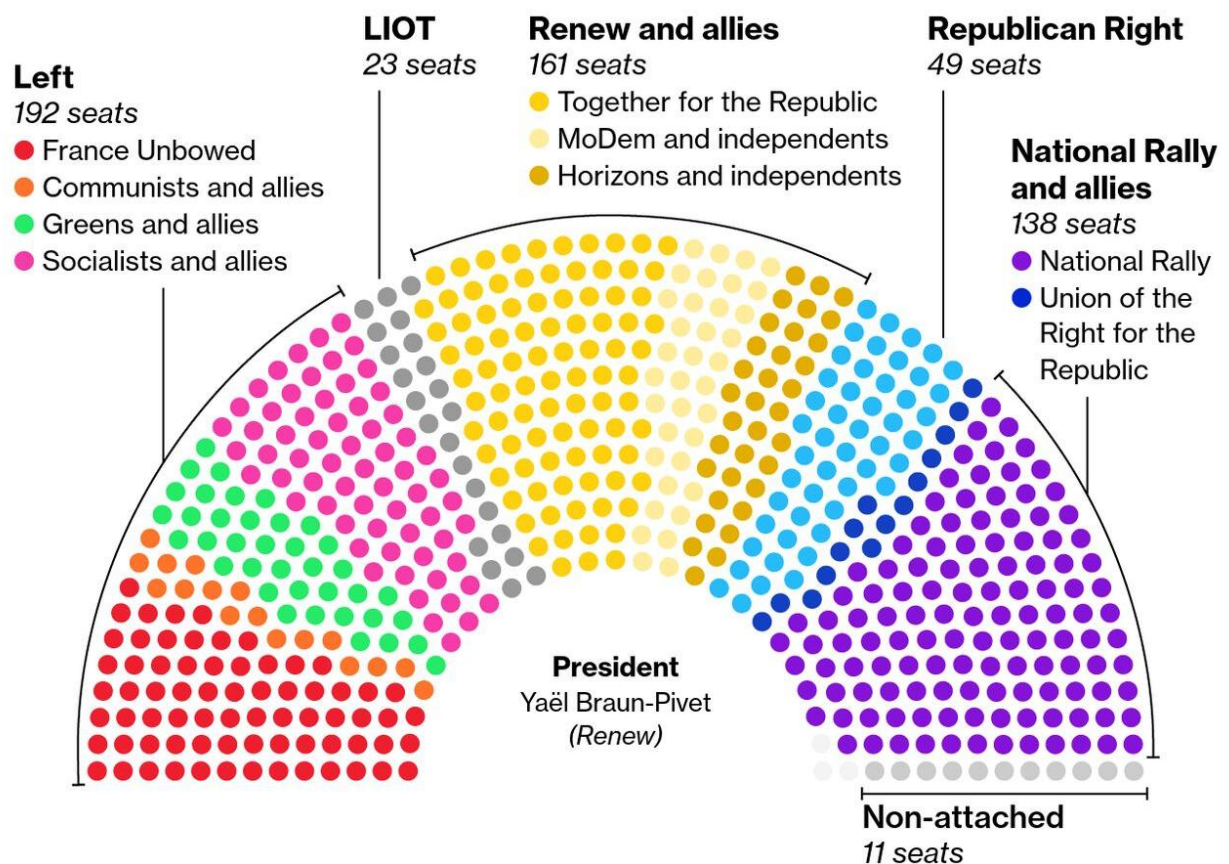 Left
192 seats
France Unbowed
Communists and allies
Greens and allies
Socialists and allies
LIOT
23 seats
Renew and allies
161 seats
Together for the Republic
MoDem and independents
Horizons and independents
Republican Right
49 seats
National Rally
and allies
138 seats
National Rally
Union of the
Right for the
Republic
President
Yaël Braun-Pivet
(Renew)
Non-attached
11 seats